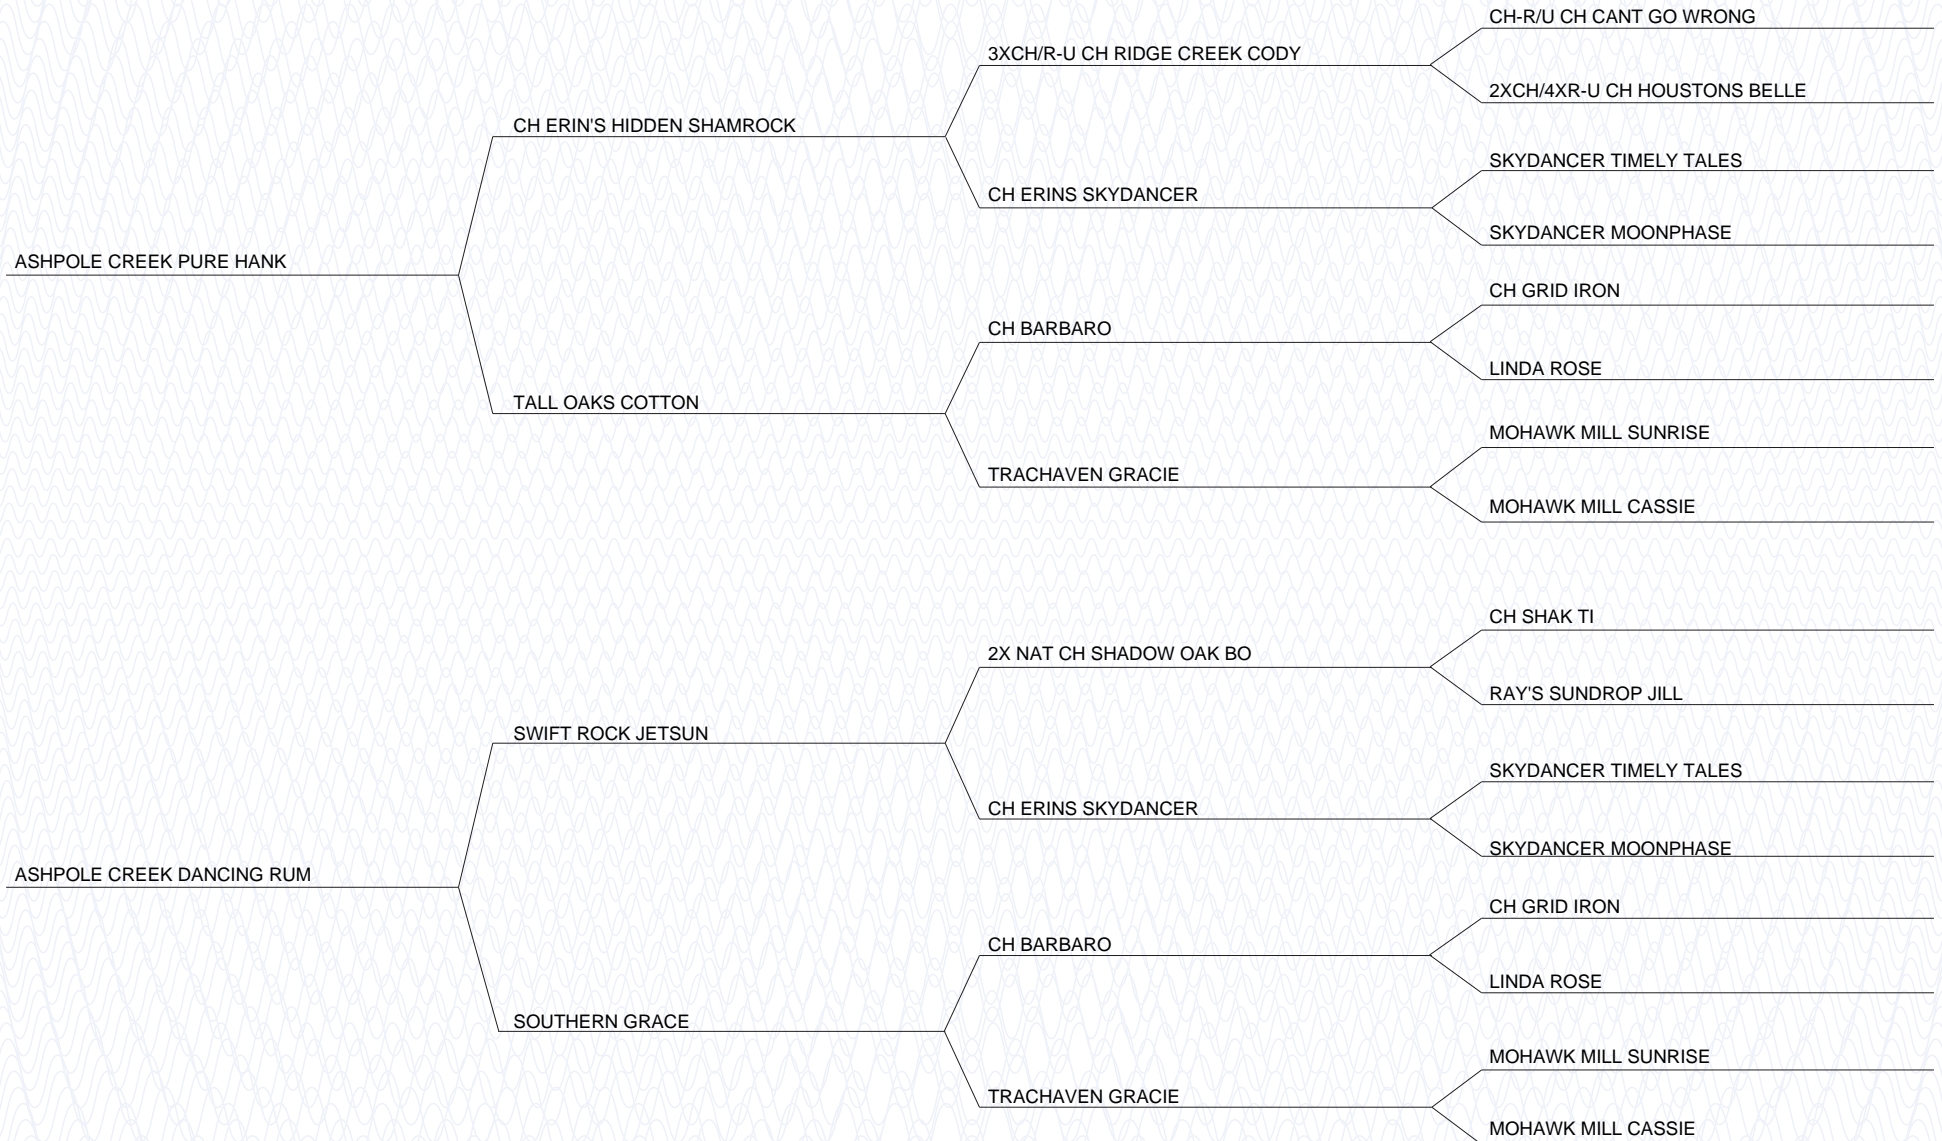 CH-R/U CH CANT GO WRONG
3XCH/R-U CH RIDGE CREEK CODY
2XCH/4XR-U CH HOUSTONS BELLE
CH ERIN'S HIDDEN SHAMROCK
SKYDANCER TIMELY TALES
CH ERINS SKYDANCER
SKYDANCER MOONPHASE
ASHPOLE CREEK PURE HANK
CH GRID IRON
CH BARBARO
LINDA ROSE
TALL OAKS COTTON
MOHAWK MILL SUNRISE
TRACHAVEN GRACIE
MOHAWK MILL CASSIE
CH SHAK TI
2X NAT CH SHADOW OAK BO
RAY'S SUNDROP JILL
SWIFT ROCK JETSUN
SKYDANCER TIMELY TALES
CH ERINS SKYDANCER
SKYDANCER MOONPHASE
ASHPOLE CREEK DANCING RUM
CH GRID IRON
CH BARBARO
LINDA ROSE
SOUTHERN GRACE
MOHAWK MILL SUNRISE
TRACHAVEN GRACIE
MOHAWK MILL CASSIE